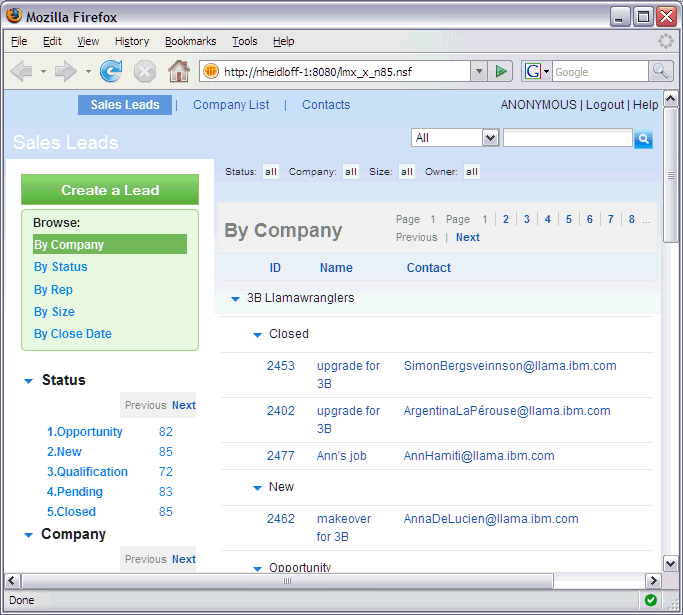 Mozilla Firefox
File Edit View History Bookmarks Tools Help
http://nheidloff-1:8080/lmx_x_n85.nsf
G Google
Sales Leads | Company List | Contacts
ANONYMOUS | Logout | Help
Sales Leads
All
Status: all Company: all Size: all Owner: all
Create a Lead
Browse:
By Company
By Status
By Rep
By Size
By Close Date
Status
Previous Next
1.Opportunity 82
2.New 85
3.Qualification 72
4.Pending 83
5.Closed 85
Company
Previous Next
By Company
Page 1 Page 1 | 2 | 3 | 4 | 5 | 6 | 7 | 8 ...
Previous | Next
ID Name Contact
3B Llamawranglers
Closed
2453 upgrade for 3B SimonBergsveinnson@llama.ibm.com
2402 upgrade for 3B ArgentinaLaPérouse@llama.ibm.com
2477 Ann's job AnnHamiti@llama.ibm.com
New
2462 makeover for 3B AnnaDeLucien@llama.ibm.com
Opportunity
Done